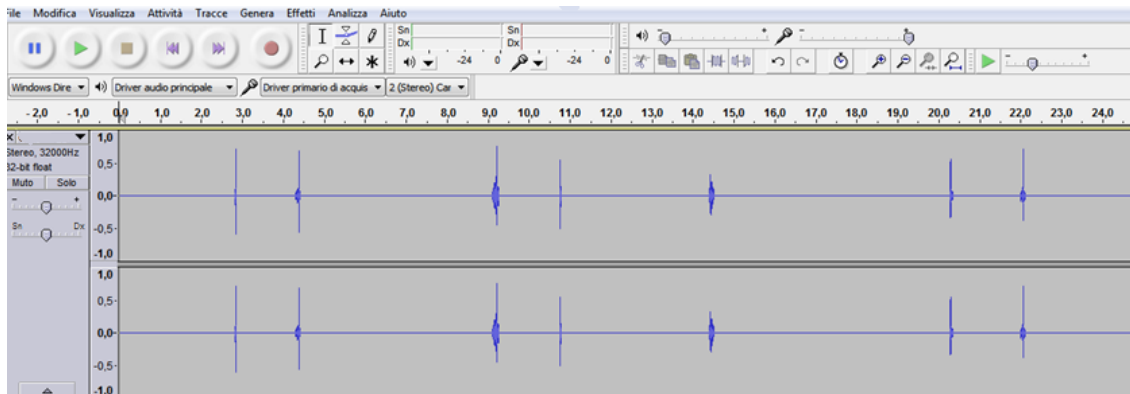 File Modifica Visualizza Attività Tracce Genera Effetti Analizza Aiuto
Sn
Dx
-24 0
Sn
Dx
-24 0
Windows Dire Driver audio principale Driver primario di acquis 2 (Stereo) Car
-2,0 -1,0 0,0 1,0 2,0 3,0 4,0 5,0 6,0 7,0 8,0 9,0 10,0 11,0 12,0 13,0 14,0 15,0 16,0 17,0 18,0 19,0 20,0 21,0 22,0 23,0 24,0
Stereo, 32000Hz
32-bit float
Muto Solo
- +
Sn Dx
1,0
0,5
0,0
-0,5
-1,0
1,0
0,5
0,0
-0,5
-1,0